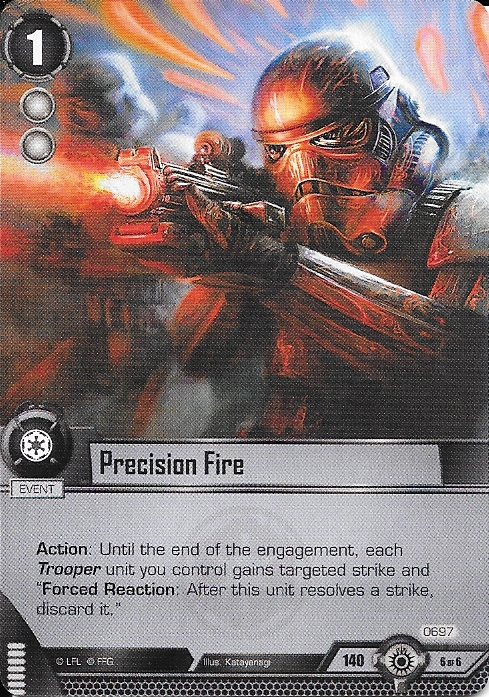 1
Precision Fire
EVENT
Action: Until the end of the engagement, each
Trooper unit you control gains targeted strike and
"Forced Reaction: After this unit resolves a strike,
discard it."
0697
© LFL © FFG
Illus. Katayanagi
140
6 OF 6